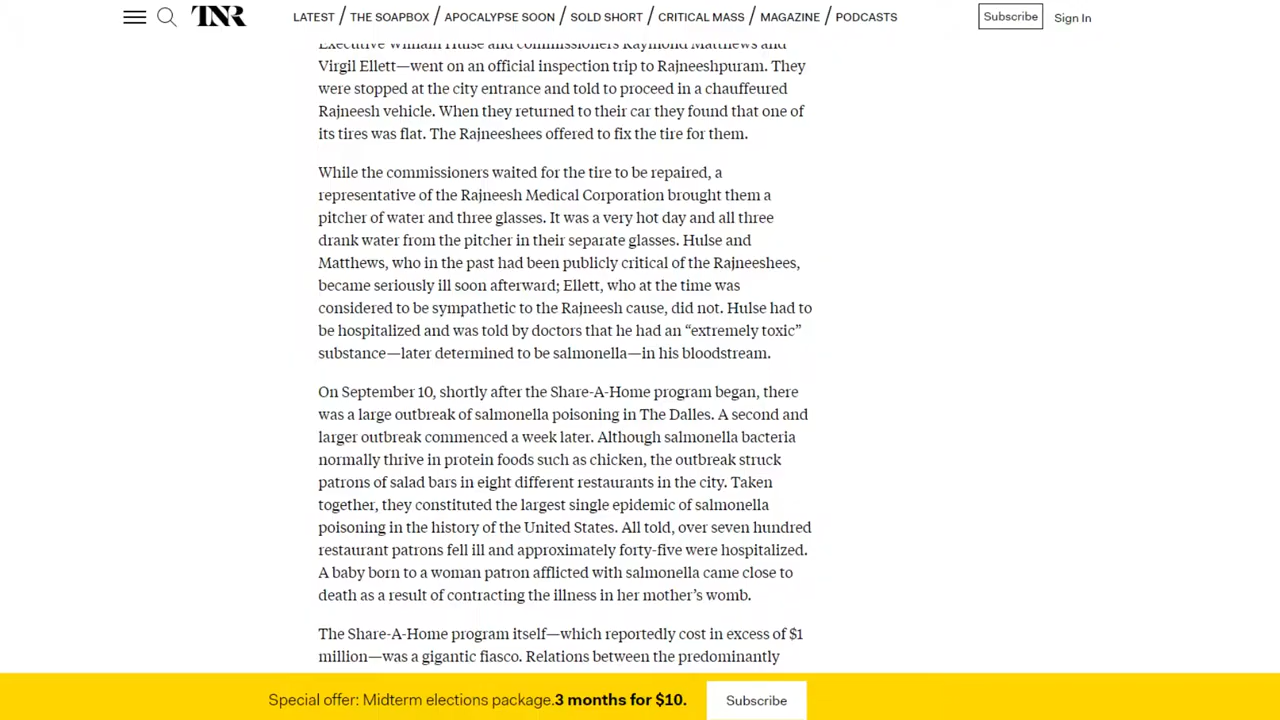 TNR
LATEST / THE SOAPBOX / APOCALYPSE SOON / SOLD SHORT / CRITICAL MASS / MAGAZINE / PODCASTS
Subscribe
Sign In
Executive William Hulse and commissioners Raymond Matthews and
Virgil Ellett—went on an official inspection trip to Rajneeshpuram. They
were stopped at the city entrance and told to proceed in a chauffeured
Rajneesh vehicle. When they returned to their car they found that one of
its tires was flat. The Rajneeshees offered to fix the tire for them.
While the commissioners waited for the tire to be repaired, a
representative of the Rajneesh Medical Corporation brought them a
pitcher of water and three glasses. It was a very hot day and all three
drank water from the pitcher in their separate glasses. Hulse and
Matthews, who in the past had been publicly critical of the Rajneeshees,
became seriously ill soon afterward; Ellett, who at the time was
considered to be sympathetic to the Rajneesh cause, did not. Hulse had to
be hospitalized and was told by doctors that he had an “extremely toxic”
substance—later determined to be salmonella—in his bloodstream.
On September 10, shortly after the Share-A-Home program began, there
was a large outbreak of salmonella poisoning in The Dalles. A second and
larger outbreak commenced a week later. Although salmonella bacteria
normally thrive in protein foods such as chicken, the outbreak struck
patrons of salad bars in eight different restaurants in the city. Taken
together, they constituted the largest single epidemic of salmonella
poisoning in the history of the United States. All told, over seven hundred
restaurant patrons fell ill and approximately forty-five were hospitalized.
A baby born to a woman patron afflicted with salmonella came close to
death as a result of contracting the illness in her mother’s womb.
The Share-A-Home program itself—which reportedly cost in excess of $1
million—was a gigantic fiasco. Relations between the predominantly
Special offer: Midterm elections package.3 months for $10.
Subscribe